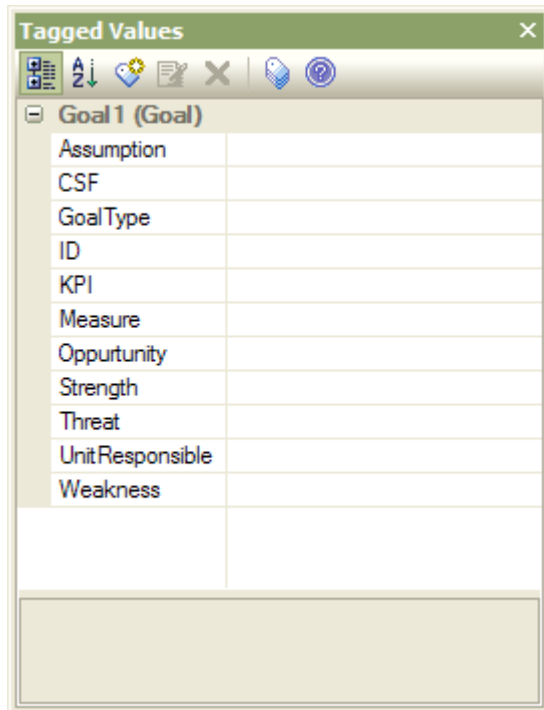 Tagged Values
Goal1 (Goal)
Assumption
CSF
GoalType
ID
KPI
Measure
Oppurtunity
Strength
Threat
UnitResponsible
Weakness